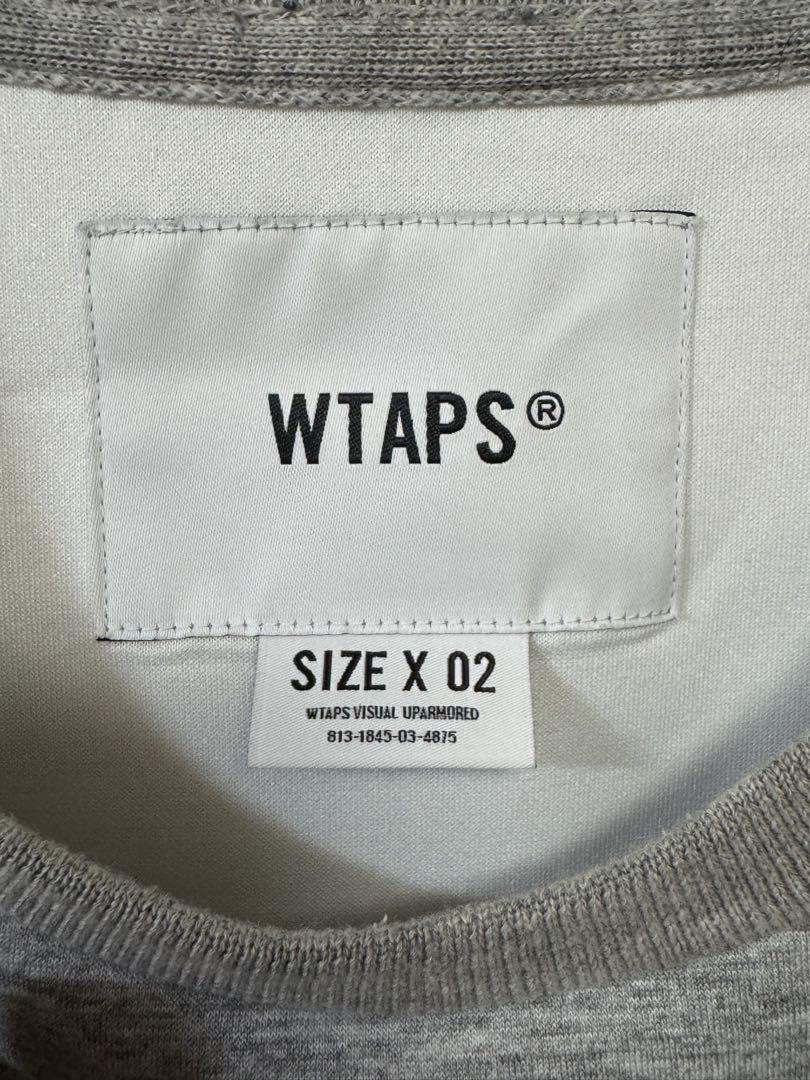 WTAPS®
SIZE X 02
WTAPS VISUAL UPARMORED
813-1845-03-4875